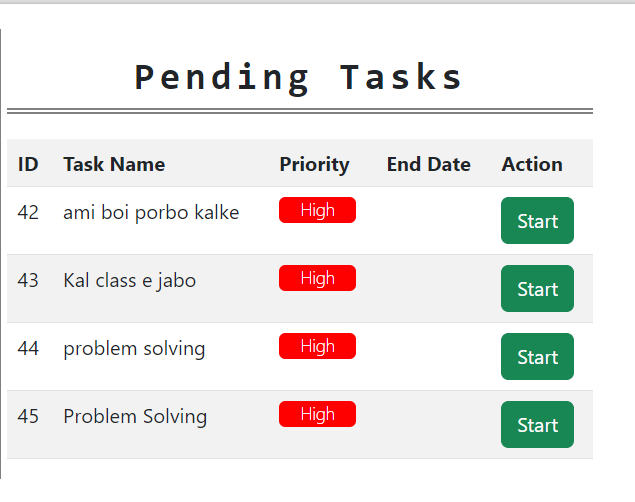 Pending Tasks
ID Task Name Priority End Date Action
42 ami boi porbo kalke High Start
43 Kal class e jabo High Start
44 problem solving High Start
45 Problem Solving High Start